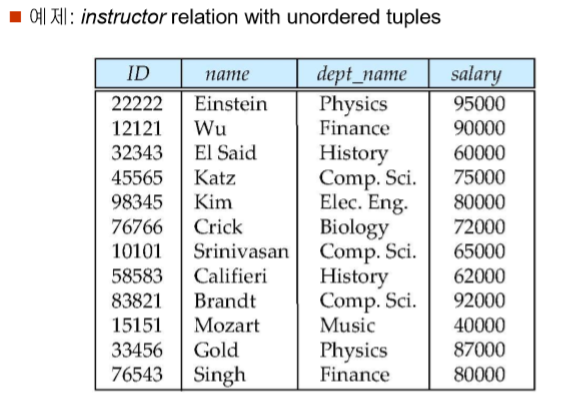 예제: instructor relation with unordered tuples
ID name dept_name salary
22222 Einstein Physics 95000
12121 Wu Finance 90000
32343 El Said History 60000
45565 Katz Comp. Sci. 75000
98345 Kim Elec. Eng. 80000
76766 Crick Biology 72000
10101 Srinivasan Comp. Sci. 65000
58583 Califieri History 62000
83821 Brandt Comp. Sci. 92000
15151 Mozart Music 40000
33456 Gold Physics 87000
76543 Singh Finance 80000